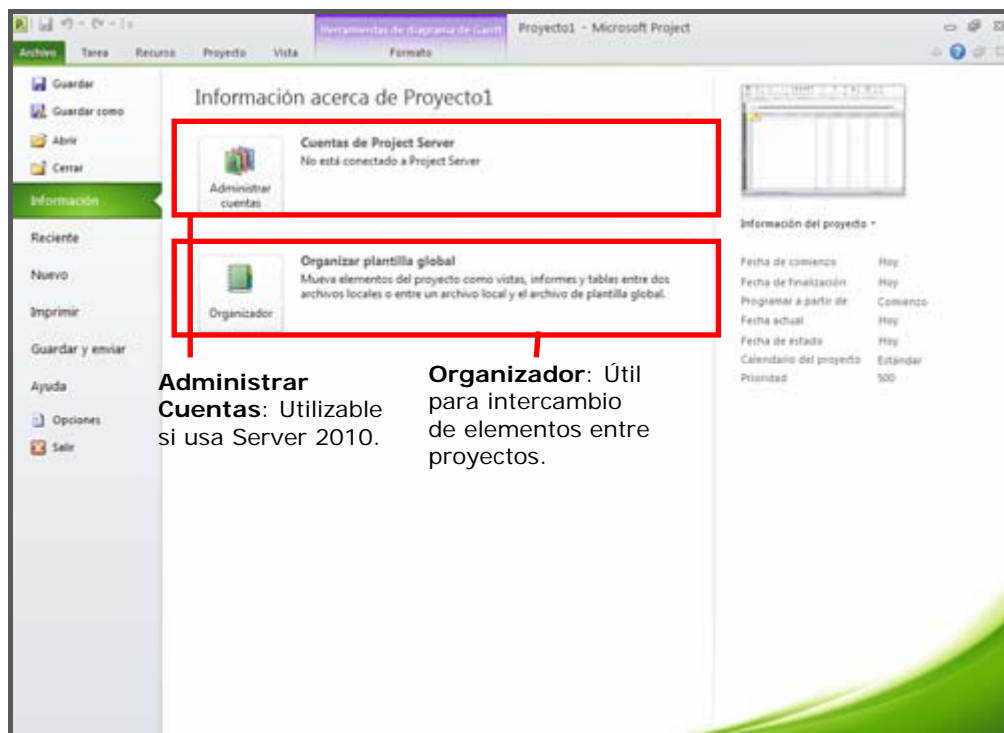 Herramientas de diagrama de Gantt
Proyecto1 - Microsoft Project
Archivo Tarea Recurso Proyecto Vista Formato
Guardar
Guardar como
Abrir
Cerrar
Información
Reciente
Nuevo
Imprimir
Guardar y enviar
Ayuda
Opciones
Salir
Información acerca de Proyecto1
Administrar
cuentas
Cuentas de Project Server
No está conectado a Project Server
Organizador
Organizar plantilla global
Mueva elementos del proyecto como vistas, informes y tablas entre dos
archivos locales o entre un archivo local y el archivo de plantilla global.
Administrar
Cuentas: Utilizable
si usa Server 2010.
Organizador: Útil
para intercambio
de elementos entre
proyectos.
Información del proyecto
Fecha de comienzo Hoy
Fecha de finalización Hoy
Programar a partir de Comienzo
Fecha actual Hoy
Fecha de estado Hoy
Calendario del proyecto Estándar
Prioridad 500